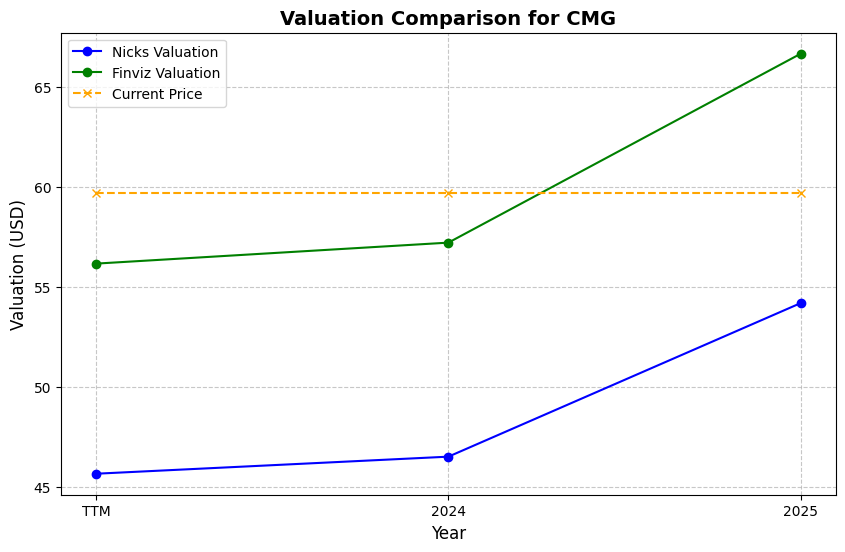 Valuation Comparison for CMG
Nicks Valuation
Finviz Valuation
Current Price
Valuation (USD)
65
60
55
50
45
TTM
2024
2025
Year